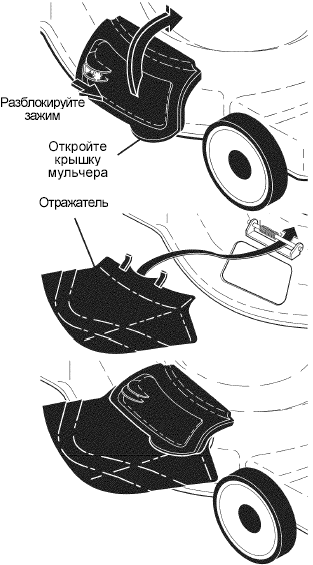 Разблокируйте
зажим
Откройте
крышку
мульчера
Отражатель